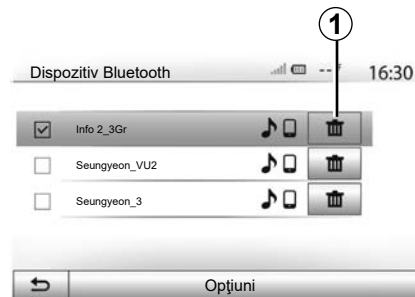 1
Dispozitiv Bluetooth -- ° 16:30
Info 2_3Gr
Seungyeon_VU2
Seungyeon_3
Opţiuni